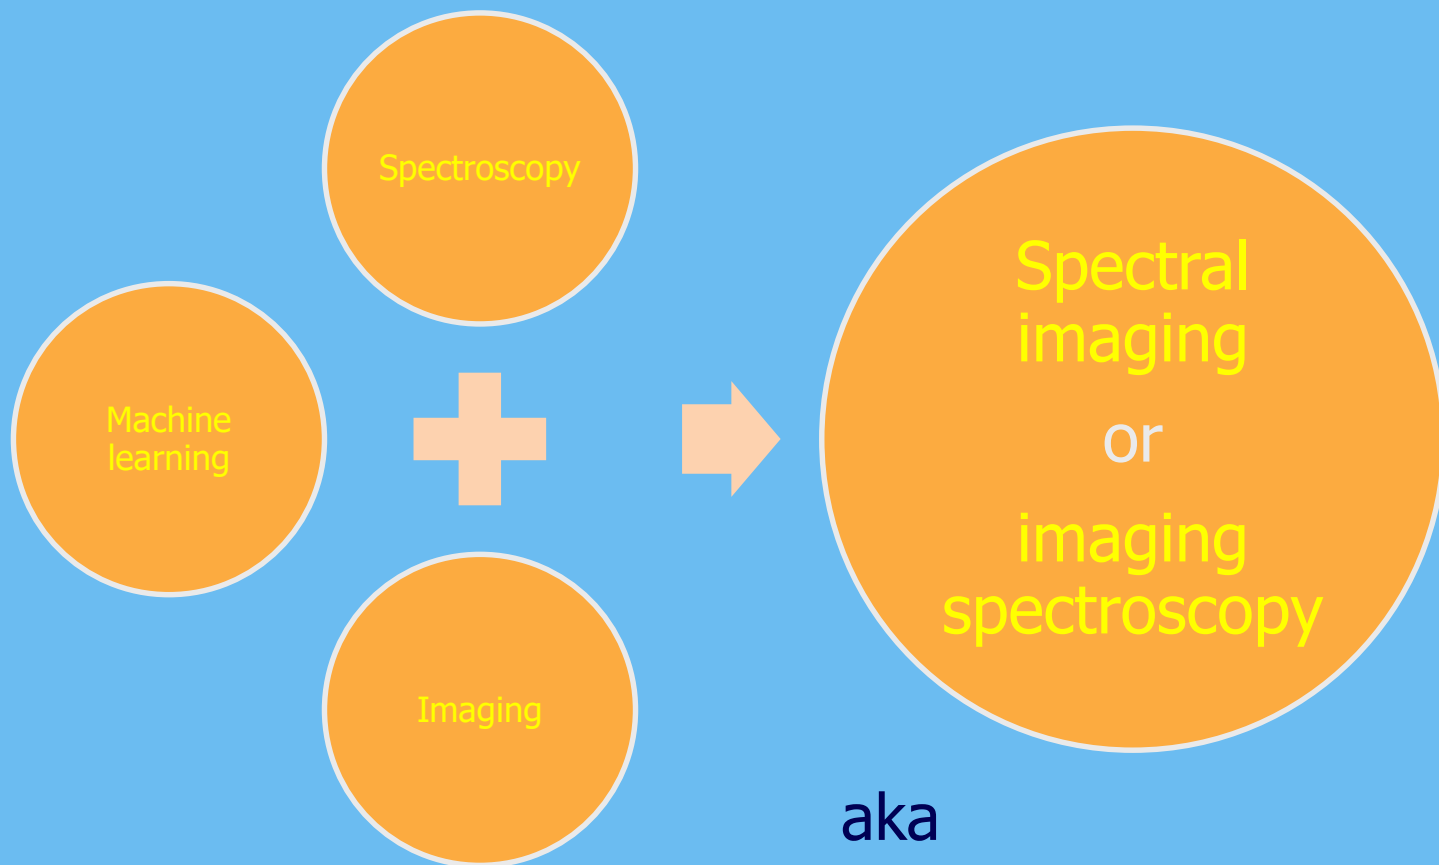 Spectroscopy
Machine
learning
Imaging
Spectral
imaging
or
imaging
spectroscopy
aka